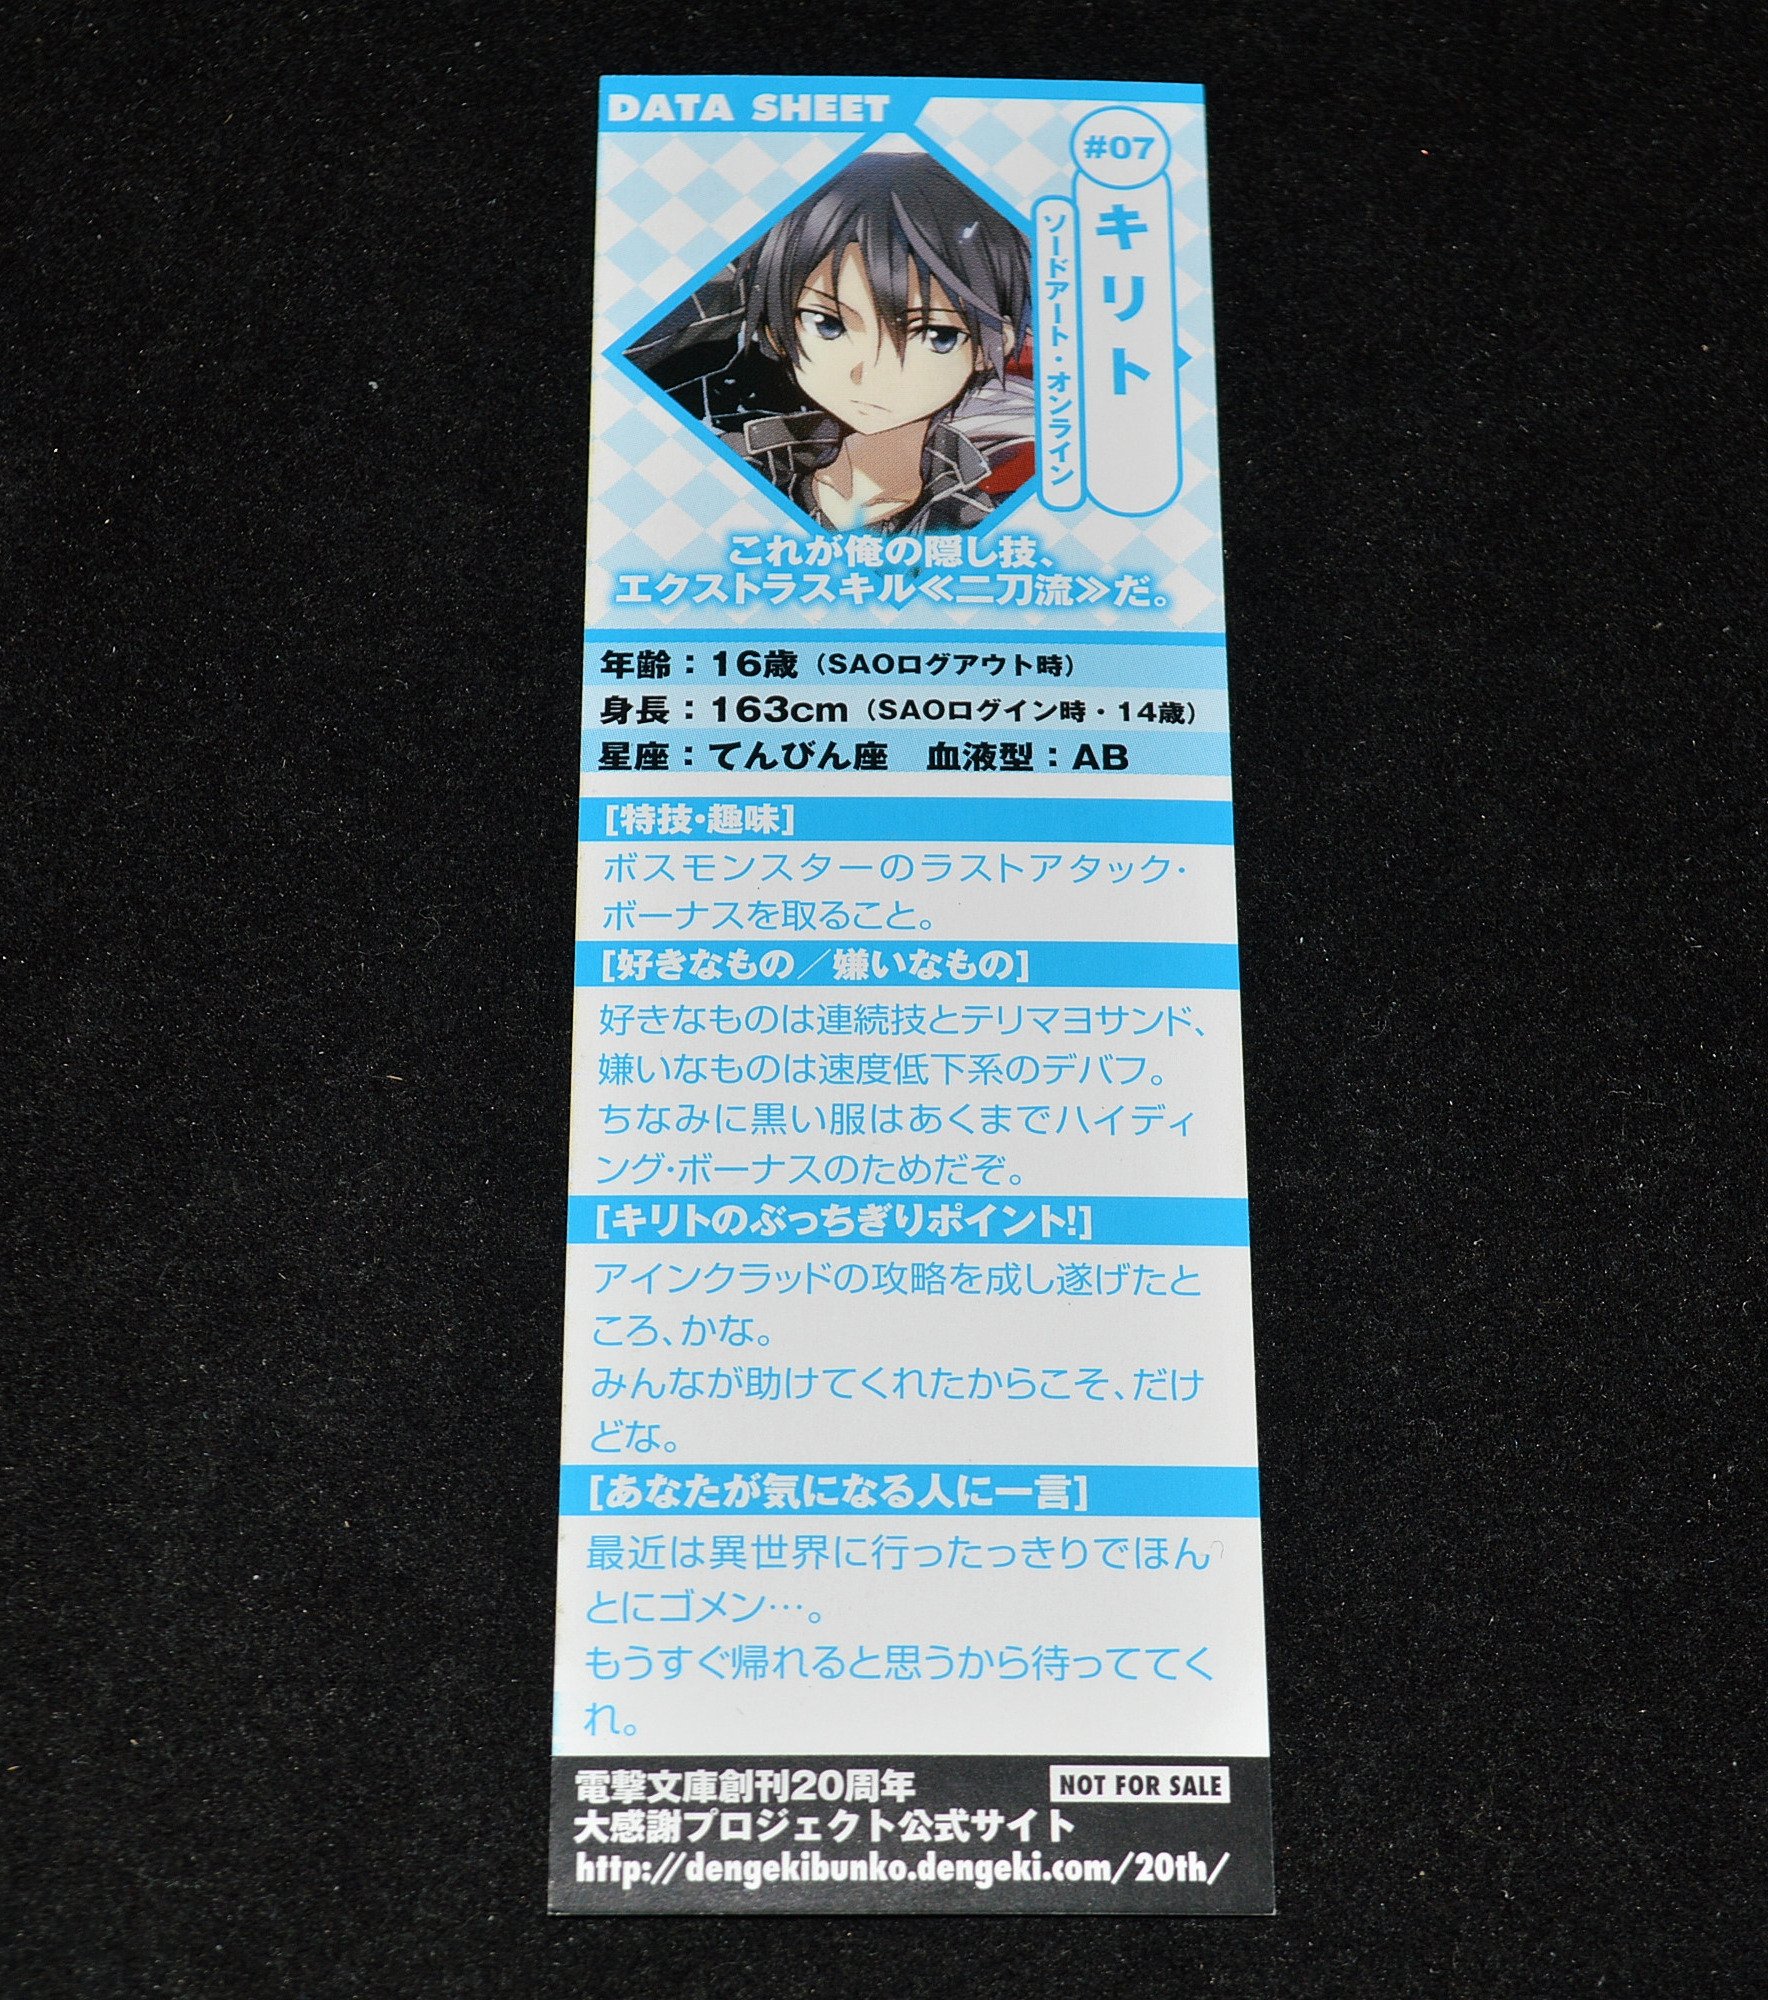 DATA SHEET
#07
キリト
ソードアート・オンライン
これが俺の隠し技、
エクストラスキル≪二刀流≫だ。
年齢：16歳（SAOログアウト時）
身長：163cm（SAOログイン時・14歳）
星座：てんびん座　血液型：AB
[特技・趣味]
ボスモンスターのラストアタック・
ボーナスを取ること。
[好きなもの／嫌いなもの]
好きなものは連続技とテリマヨサンド、
嫌いなものは速度低下系のデバフ。
ちなみに黒い服はあくまでハイディ
ング・ボーナスのためだぞ。
[キリトのぶっちぎりポイント!]
アインクラッドの攻略を成し遂げたと
ころ、かな。
みんなが助けてくれたからこそ、だけ
どな。
[あなたが気になる人に一言]
最近は異世界に行ったっきりでほん
とにゴメン…。
もうすぐ帰れると思うから待っててく
れ。
電撃文庫創刊20周年
NOT FOR SALE
大感謝プロジェクト公式サイト
http://dengekibunko.dengeki.com/20th/